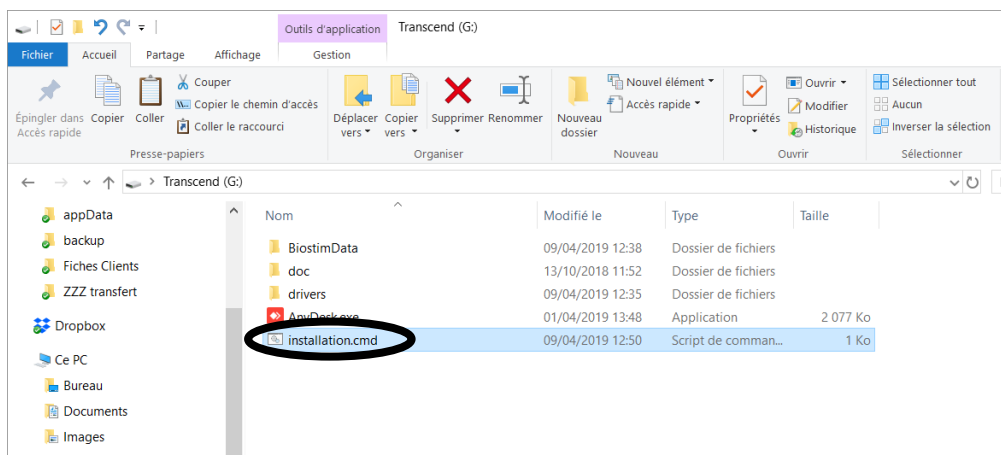 Outils d'application Transcend (G:)
Fichier Accueil Partage Affichage Gestion
Épingler dans Accès rapide
Copier
Coller
Couper
Copier le chemin d'accès
Coller le raccourci
Presse-papiers
Déplacer vers
Copier vers
Supprimer
Renommer
Organiser
Nouveau dossier
Nouvel élément
Accès rapide
Nouveau
Propriétés
Ouvrir
Modifier
Historique
Ouvrir
Sélectionner tout
Aucun
Inverser la sélection
Sélectionner
Transcend (G:)
appData
backup
Fiches Clients
ZZZ transfert
Dropbox
Ce PC
Bureau
Documents
Images
Nom Modifié le Type Taille
BiostimData 09/04/2019 12:38 Dossier de fichiers
doc 13/10/2018 11:52 Dossier de fichiers
drivers 09/04/2019 12:35 Dossier de fichiers
AnyDesk.exe 01/04/2019 13:48 Application 2 077 Ko
installation.cmd 09/04/2019 12:50 Script de comman... 1 Ko